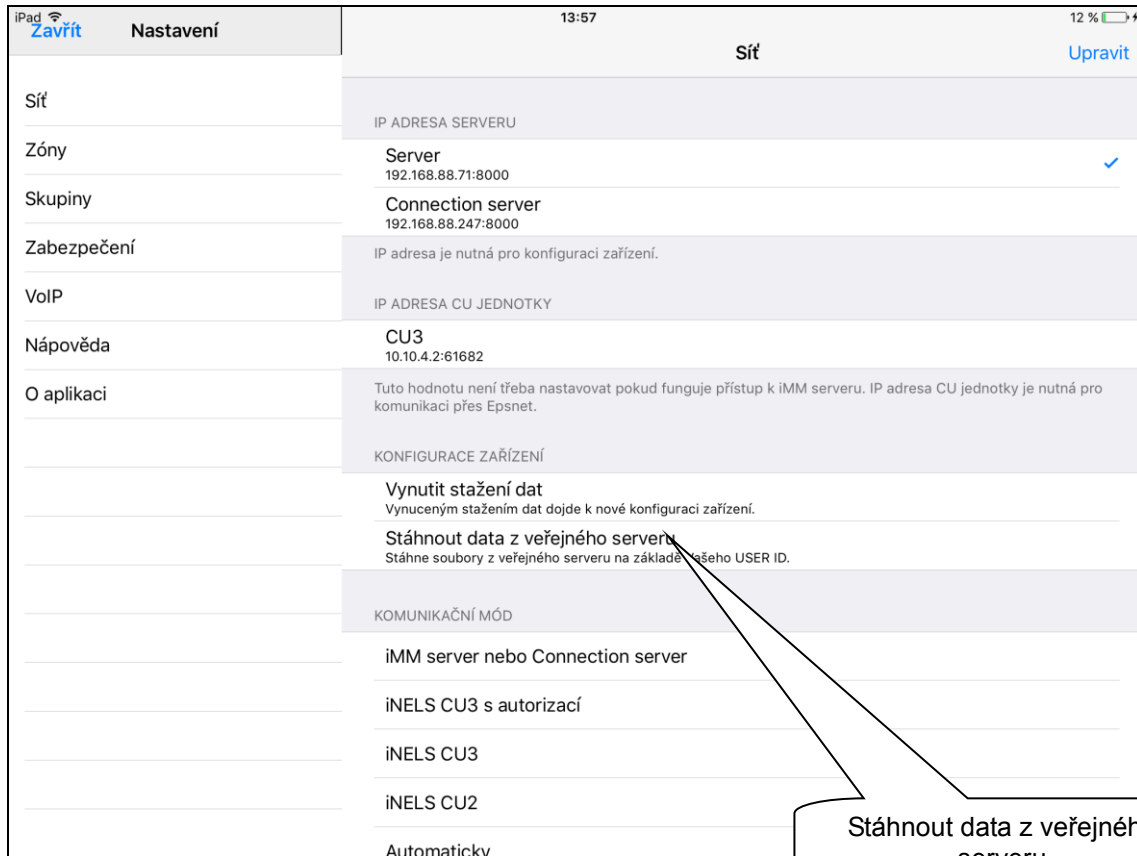 iPad 13:57 12 %
Zavřít Nastavení
Síť Upravit
Síť
Zóny
Skupiny
Zabezpečení
VoIP
Nápověda
O aplikaci
IP ADRESA SERVERU
Server
192.168.88.71:8000
Connection server
192.168.88.247:8000
IP adresa je nutná pro konfiguraci zařízení.
IP ADRESA CU JEDNOTKY
CU3
10.10.4.2:61682
Tuto hodnotu není třeba nastavovat pokud funguje přístup k iMM serveru. IP adresa CU jednotky je nutná pro
komunikaci přes Epsnet.
KONFIGURACE ZAŘÍZENÍ
Vynutit stažení dat
Vynuceným stažením dat dojde k nové konfiguraci zařízení.
Stáhnout data z veřejného serveru
Stáhne soubory z veřejného serveru na základě Vašeho USER ID.
KOMUNIKAČNÍ MÓD
iMM server nebo Connection server
iNELS CU3 s autorizací
iNELS CU3
iNELS CU2
Automaticky
Stáhnout data z veřejnéh
serveru